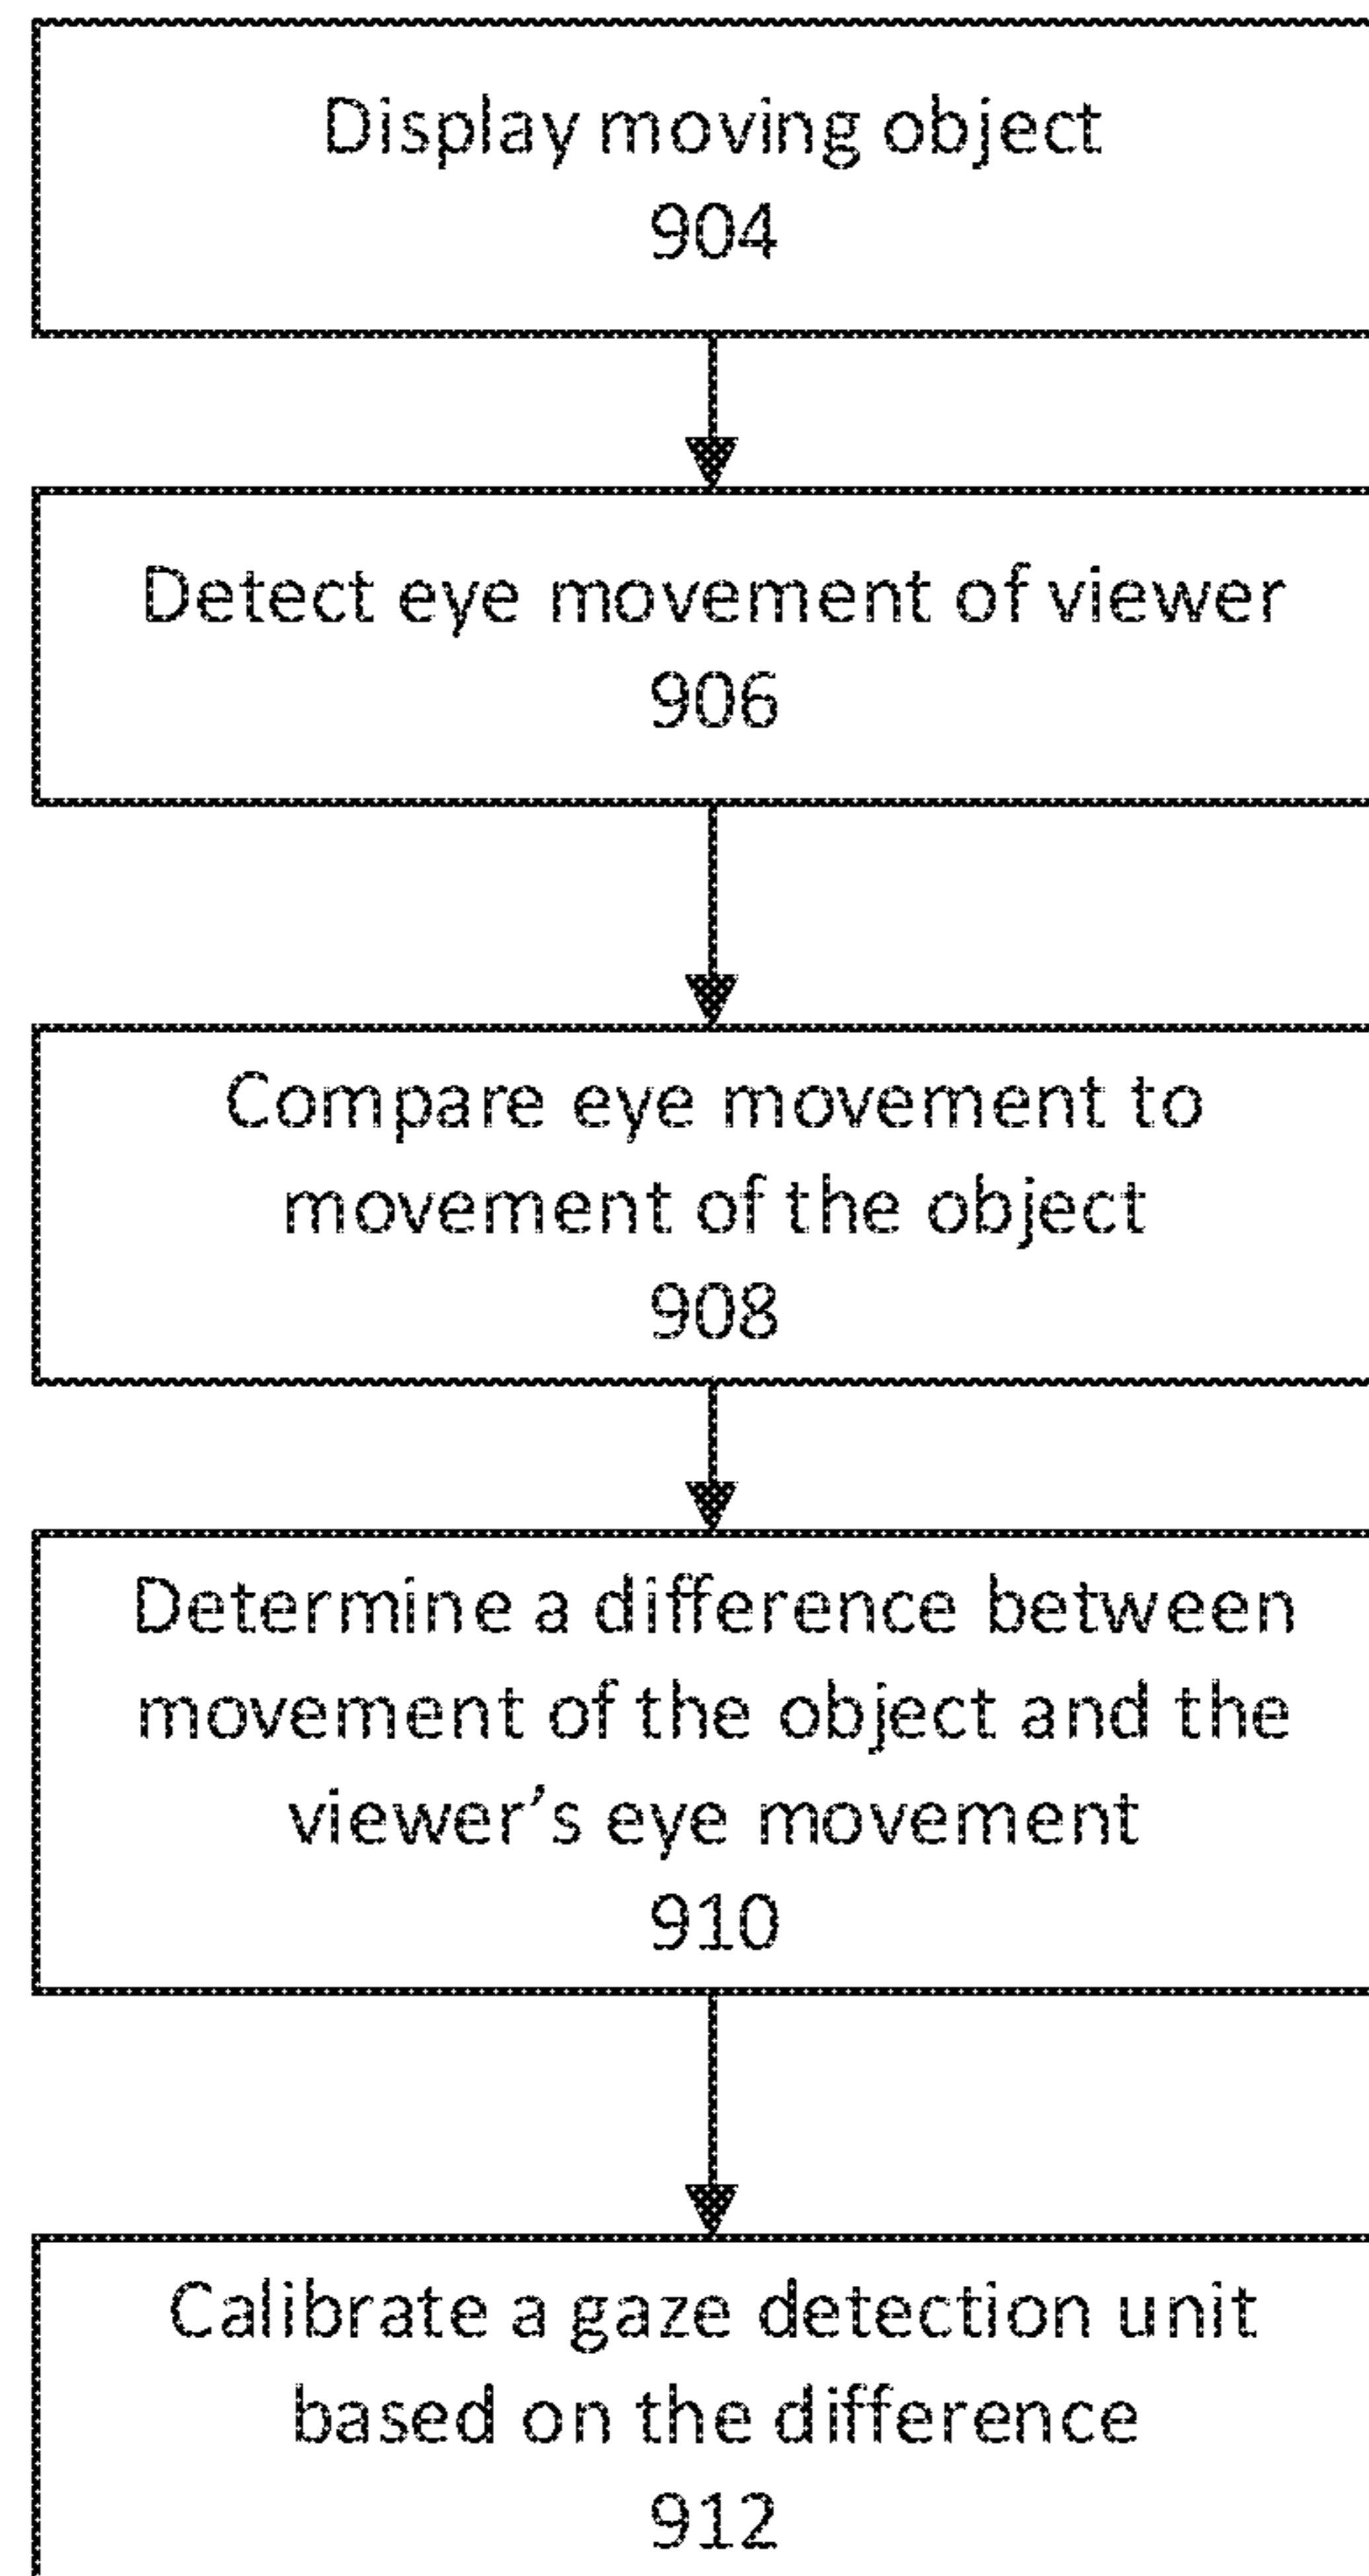 Display moving object
904
Detect eye movement of viewer
906
Compare eye movement to
movement of the object
908
Determine a difference between
movement of the object and the
viewer’s eye movement
910
Calibrate a gaze detection unit
based on the difference
912